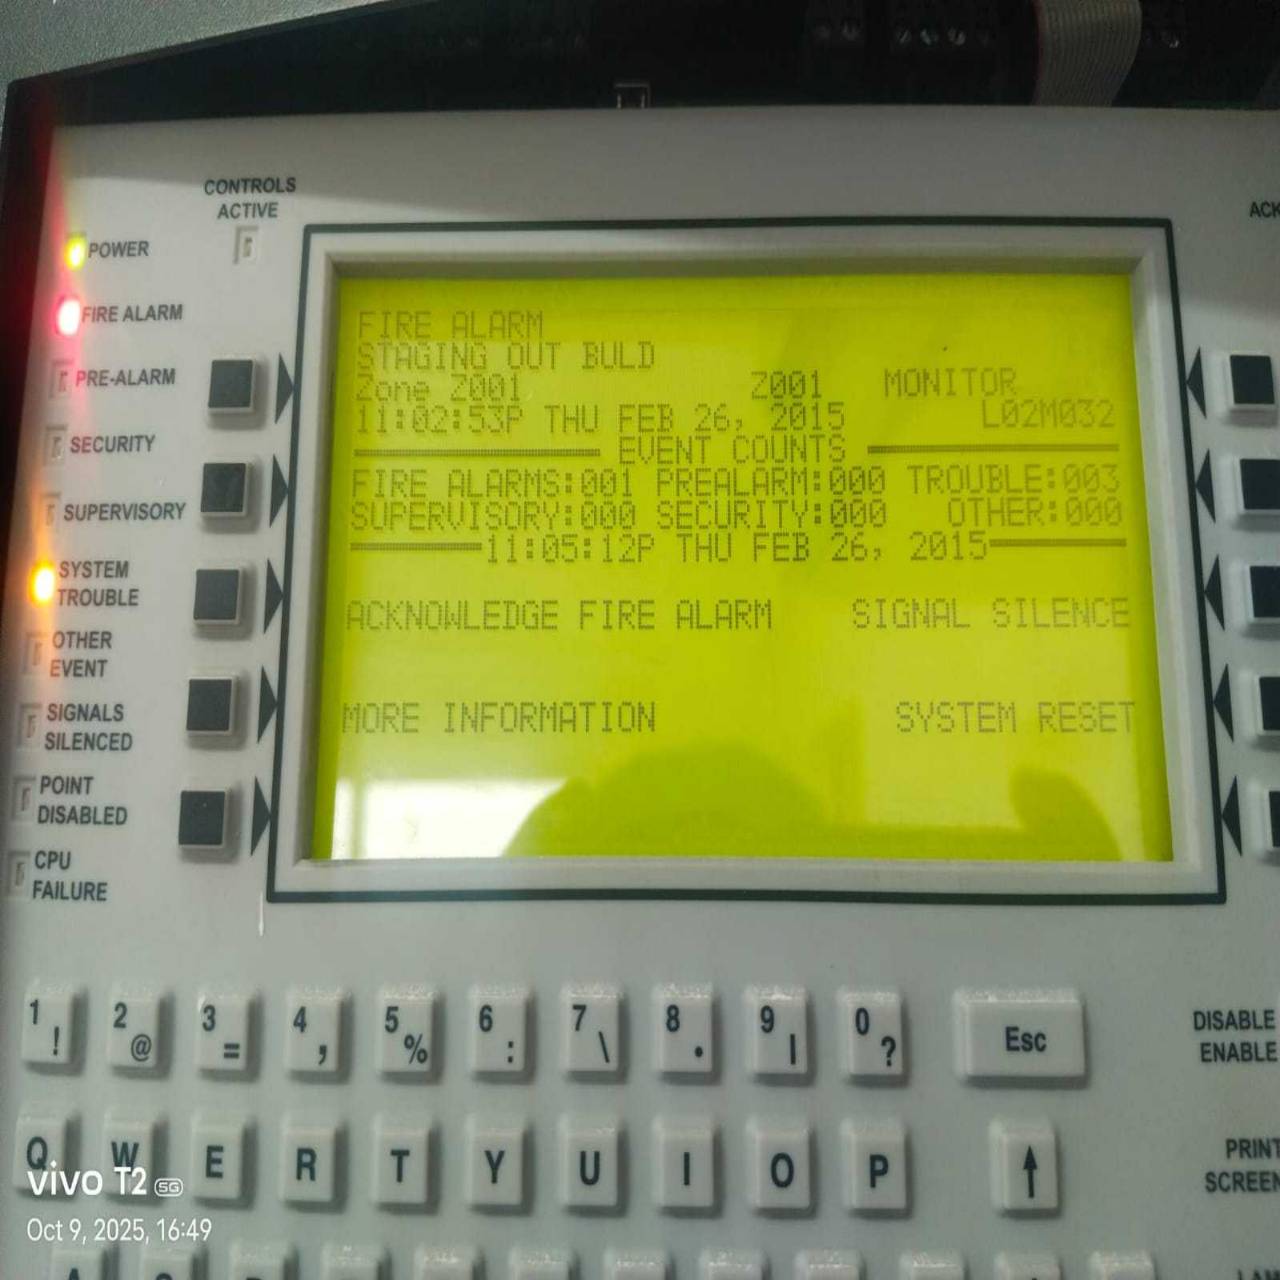 CONTROLS
ACTIVE
ACK
POWER
FIRE ALARM
PRE-ALARM
SECURITY
SUPERVISORY
SYSTEM
TROUBLE
OTHER
EVENT
SIGNALS
SILENCED
POINT
DISABLED
CPU
FAILURE
FIRE ALARM
STAGING OUT BULD
Zone Z001 Z001 MONITOR
11:02:53P THU FEB 26, 2015 L02M032
EVENT COUNTS
FIRE ALARMS:001 PREALARM:000 TROUBLE:003
SUPERVISORY:000 SECURITY:000 OTHER:000
11:05:12P THU FEB 26, 2015
ACKNOWLEDGE FIRE ALARM SIGNAL SILENCE
MORE INFORMATION SYSTEM RESET
1 ! 2 @ 3 = 4 , 5 % 6 : 7 \ 8 . 9 | 0 ? Esc
DISABLE
ENABLE
Q W E R T Y U I O P
PRINT
SCREEN
vivo T2 5G
Oct 9, 2025, 16:49